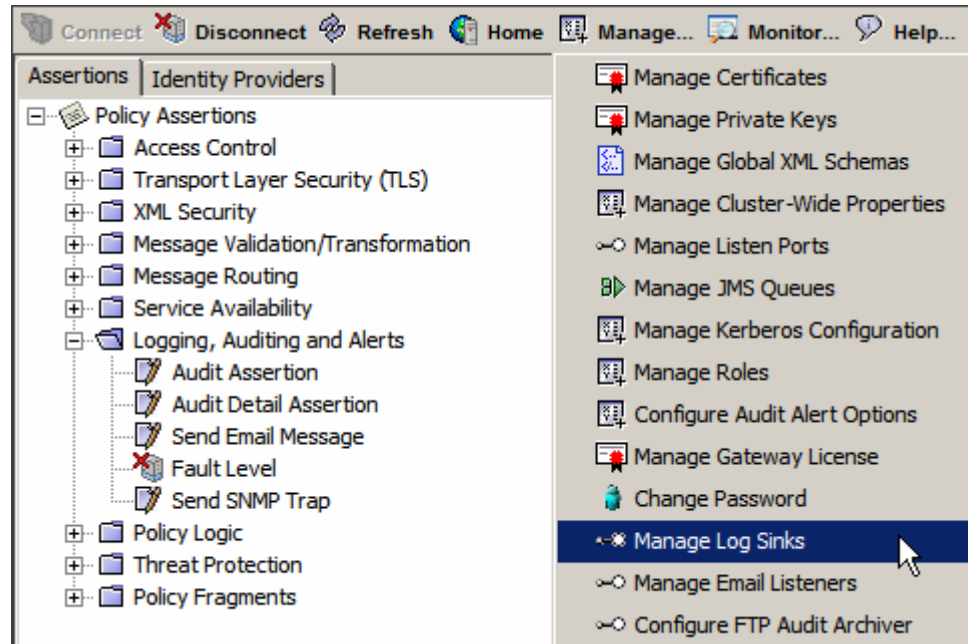 Connect Disconnect Refresh Home Manage... Monitor... Help...
Assertions Identity Providers
Policy Assertions
Access Control
Transport Layer Security (TLS)
XML Security
Message Validation/Transformation
Message Routing
Service Availability
Logging, Auditing and Alerts
Audit Assertion
Audit Detail Assertion
Send Email Message
Fault Level
Send SNMP Trap
Policy Logic
Threat Protection
Policy Fragments
Manage Certificates
Manage Private Keys
Manage Global XML Schemas
Manage Cluster-Wide Properties
Manage Listen Ports
Manage JMS Queues
Manage Kerberos Configuration
Manage Roles
Configure Audit Alert Options
Manage Gateway License
Change Password
Manage Log Sinks
Manage Email Listeners
Configure FTP Audit Archiver